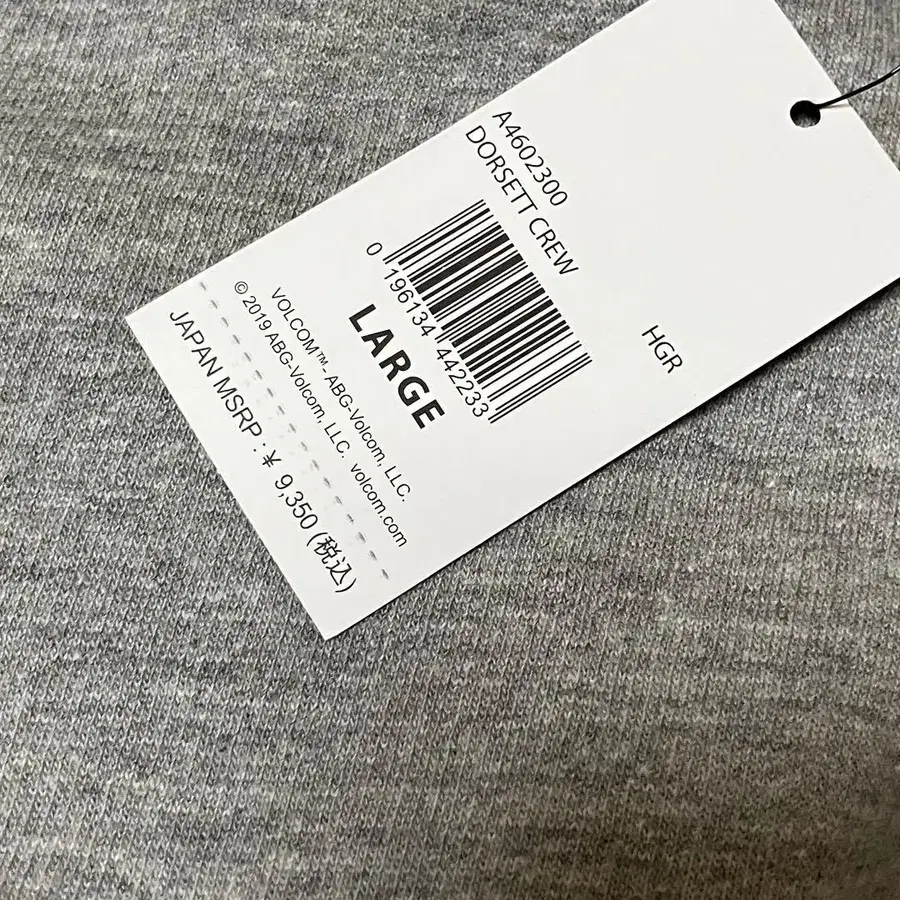 A4602300
DORSETT CREW
HGR
0 196134 442233
LARGE
VOLCOM™- ABG-Volcom, LLC.
© 2019 ABG-Volcom, LLC. volcom.com
JAPAN MSRP : ¥ 9,350 (税込)